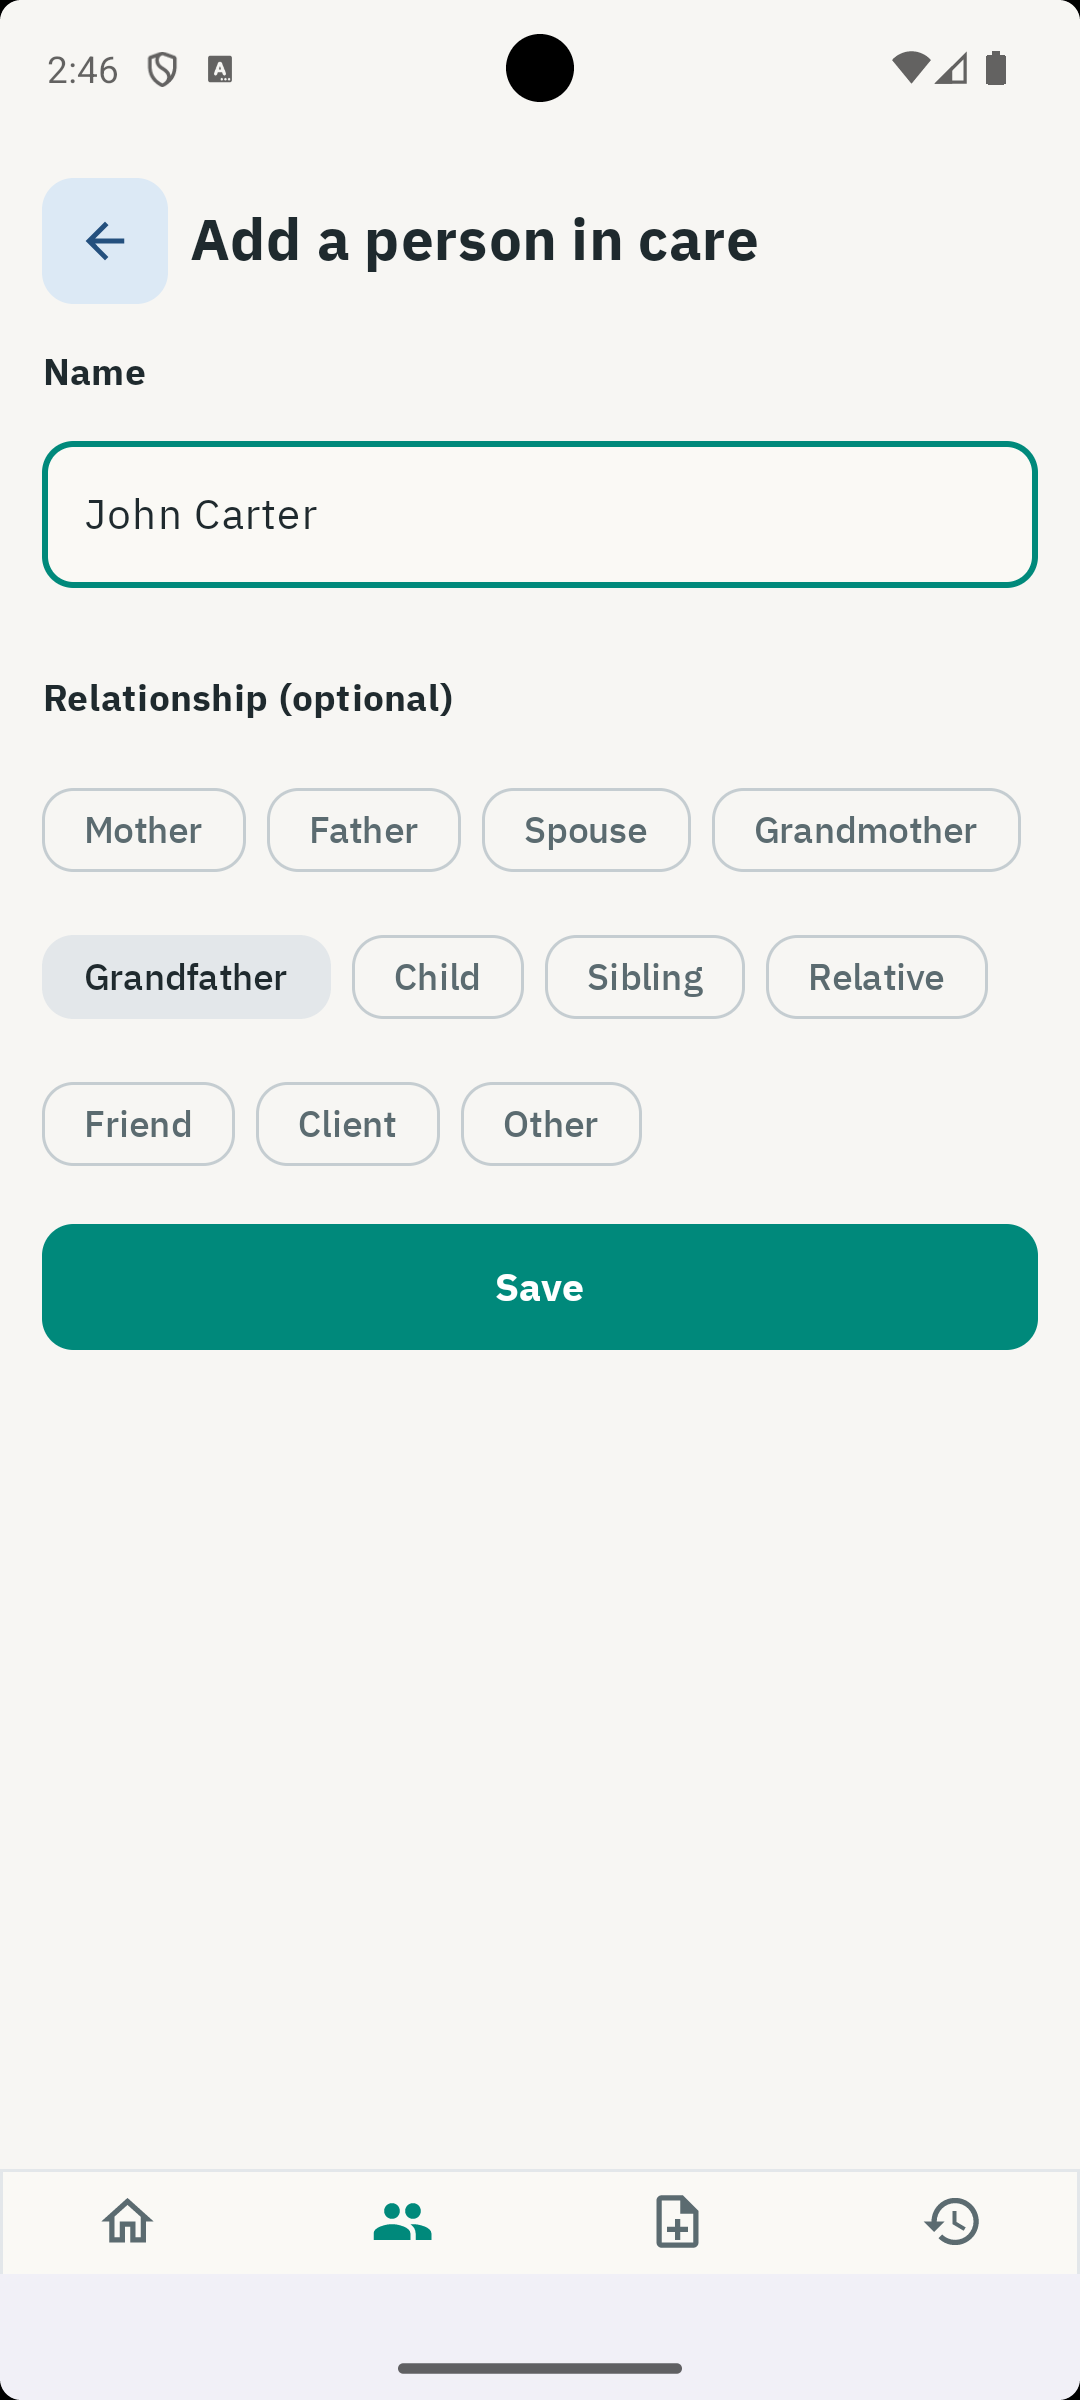 2:46
Add a person in care
Name
John Carter
Relationship (optional)
Mother Father Spouse Grandmother
Grandfather Child Sibling Relative
Friend Client Other
Save